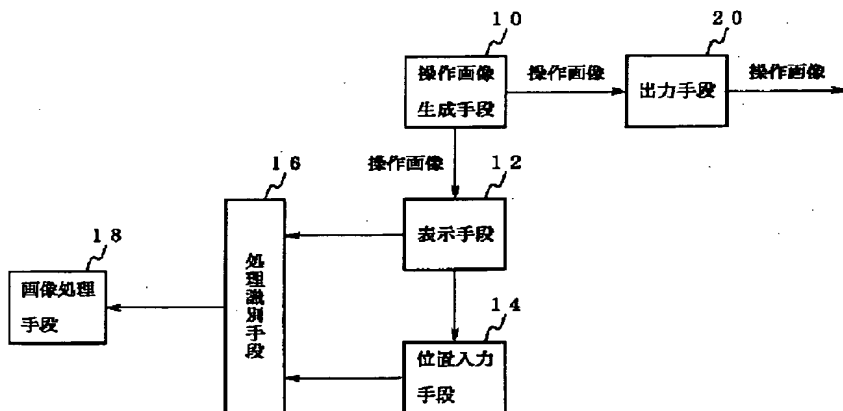 10
操作画像
生成手段
操作画像
20
出力手段
操作画像
操作画像
12
表示手段
16
処理識別手段
14
位置入力
手段
18
画像処理
手段